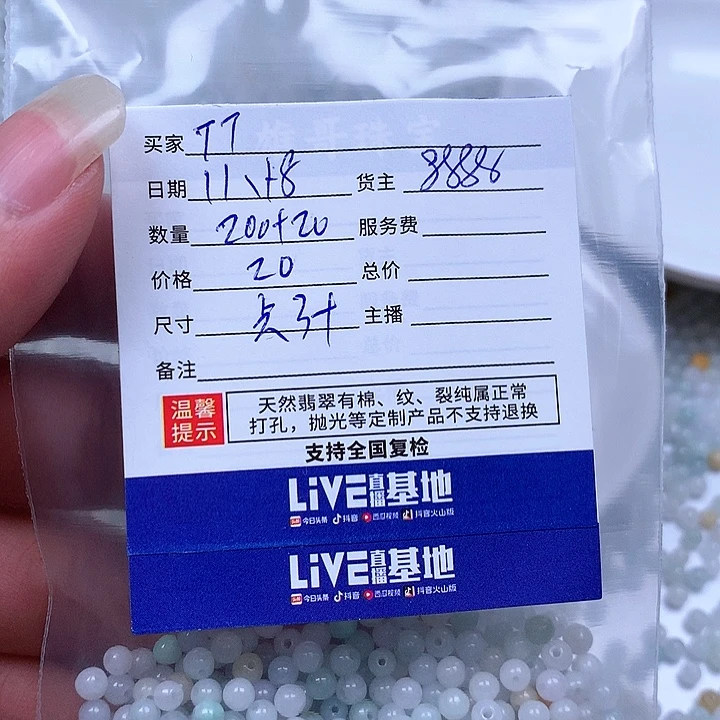 买家 TT
日期 11\18 货主 88886
数量 200+20 服务费
价格 20 总价
尺寸 主播
备注
温馨提示
天然翡翠有棉、纹、裂纯属正常
打孔，抛光等定制产品不支持退换
支持全国复检
LiVE直播基地
今日头条 抖音 西瓜视频 抖音火山版
LiVE直播基地
今日头条 抖音 西瓜视频 抖音火山版